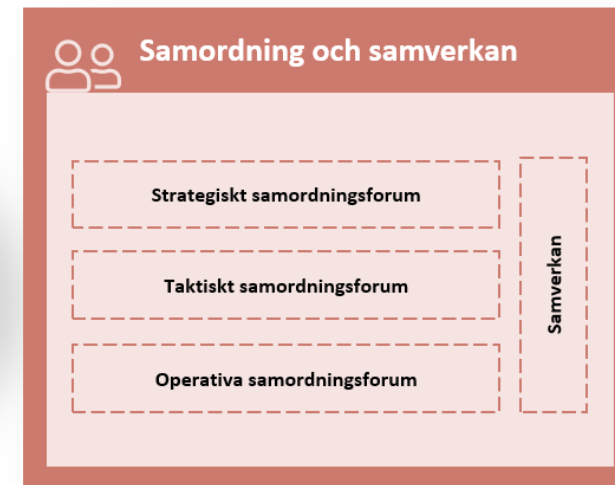 Samordning och samverkan
Strategiskt samordningsforum
Taktiskt samordningsforum
Operativa samordningsforum
Samverkan